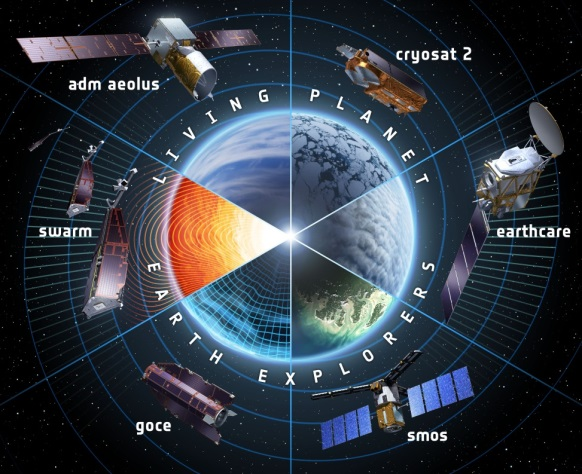 cryosat 2
adm aeolus
LIVING PLANET
swarm
earthcare
EARTH EXPLORERS
goce
smos